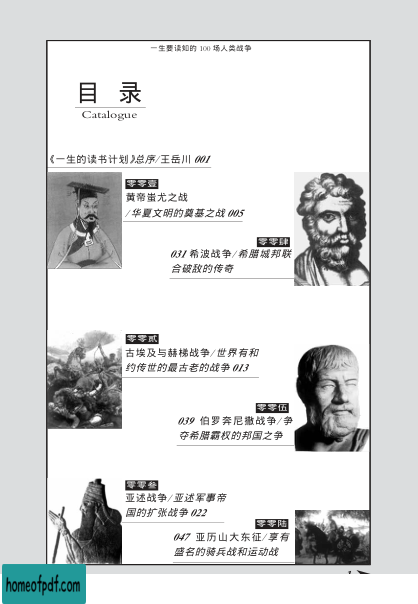 一生要读知的 100 场人类战争
目 录
Catalogue
《一生的读书计划》总序/王岳川 001
零零壹
黄帝蚩尤之战
/华夏文明的奠基之战 005
零零肆
031 希波战争/希腊城邦联
合破敌的传奇
零零贰
古埃及与赫梯战争/世界有和
约传世的最古老的战争 013
零零伍
039 伯罗奔尼撒战争/争
夺希腊霸权的邦国之争
零零叁
亚述战争/亚述军事帝
国的扩张战争 022
零零陆
047 亚历山大东征/享有
盛名的骑兵战和运动战
1
homeofpdf.com